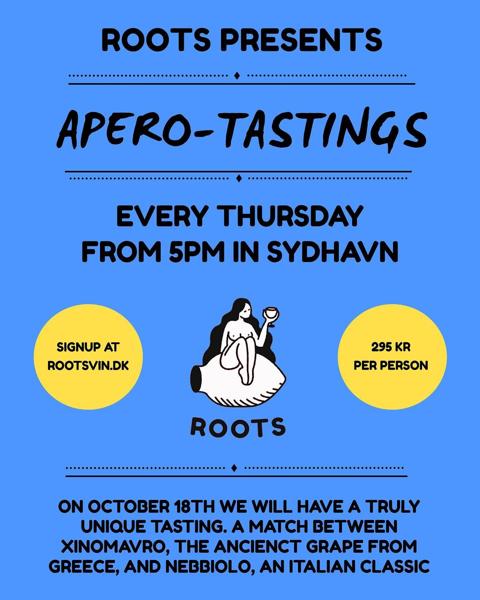 ROOTS PRESENTS
APERO-TASTINGS
EVERY THURSDAY
FROM 5PM IN SYDHAVN
SIGNUP AT
ROOTSVIN.DK
295 KR
PER PERSON
ROOTS
ON OCTOBER 18TH WE WILL HAVE A TRULY
UNIQUE TASTING. A MATCH BETWEEN
XINOMAVRO, THE ANCIENCT GRAPE FROM
GREECE, AND NEBBIOLO, AN ITALIAN CLASSIC